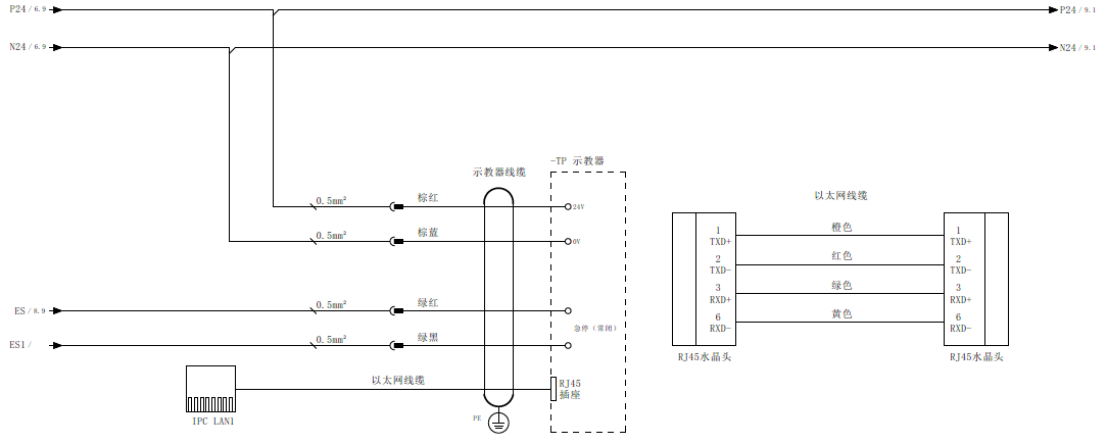 P24 / 6.9
P24 / 9.1
N24 / 6.9
N24 / 9.1
示教器线缆
-TP 示教器
0.5mm²
棕红
24V
0.5mm²
棕蓝
0V
ES / 8.9
0.5mm²
绿红
急停（常闭）
ES1 /
0.5mm²
绿黑
IPC LAN1
以太网线缆
RJ45
插座
PE
以太网线缆
1
TXD+
橙色
1
TXD+
2
TXD-
红色
2
TXD-
3
RXD+
绿色
3
RXD+
6
RXD-
黄色
6
RXD-
RJ45水晶头
RJ45水晶头